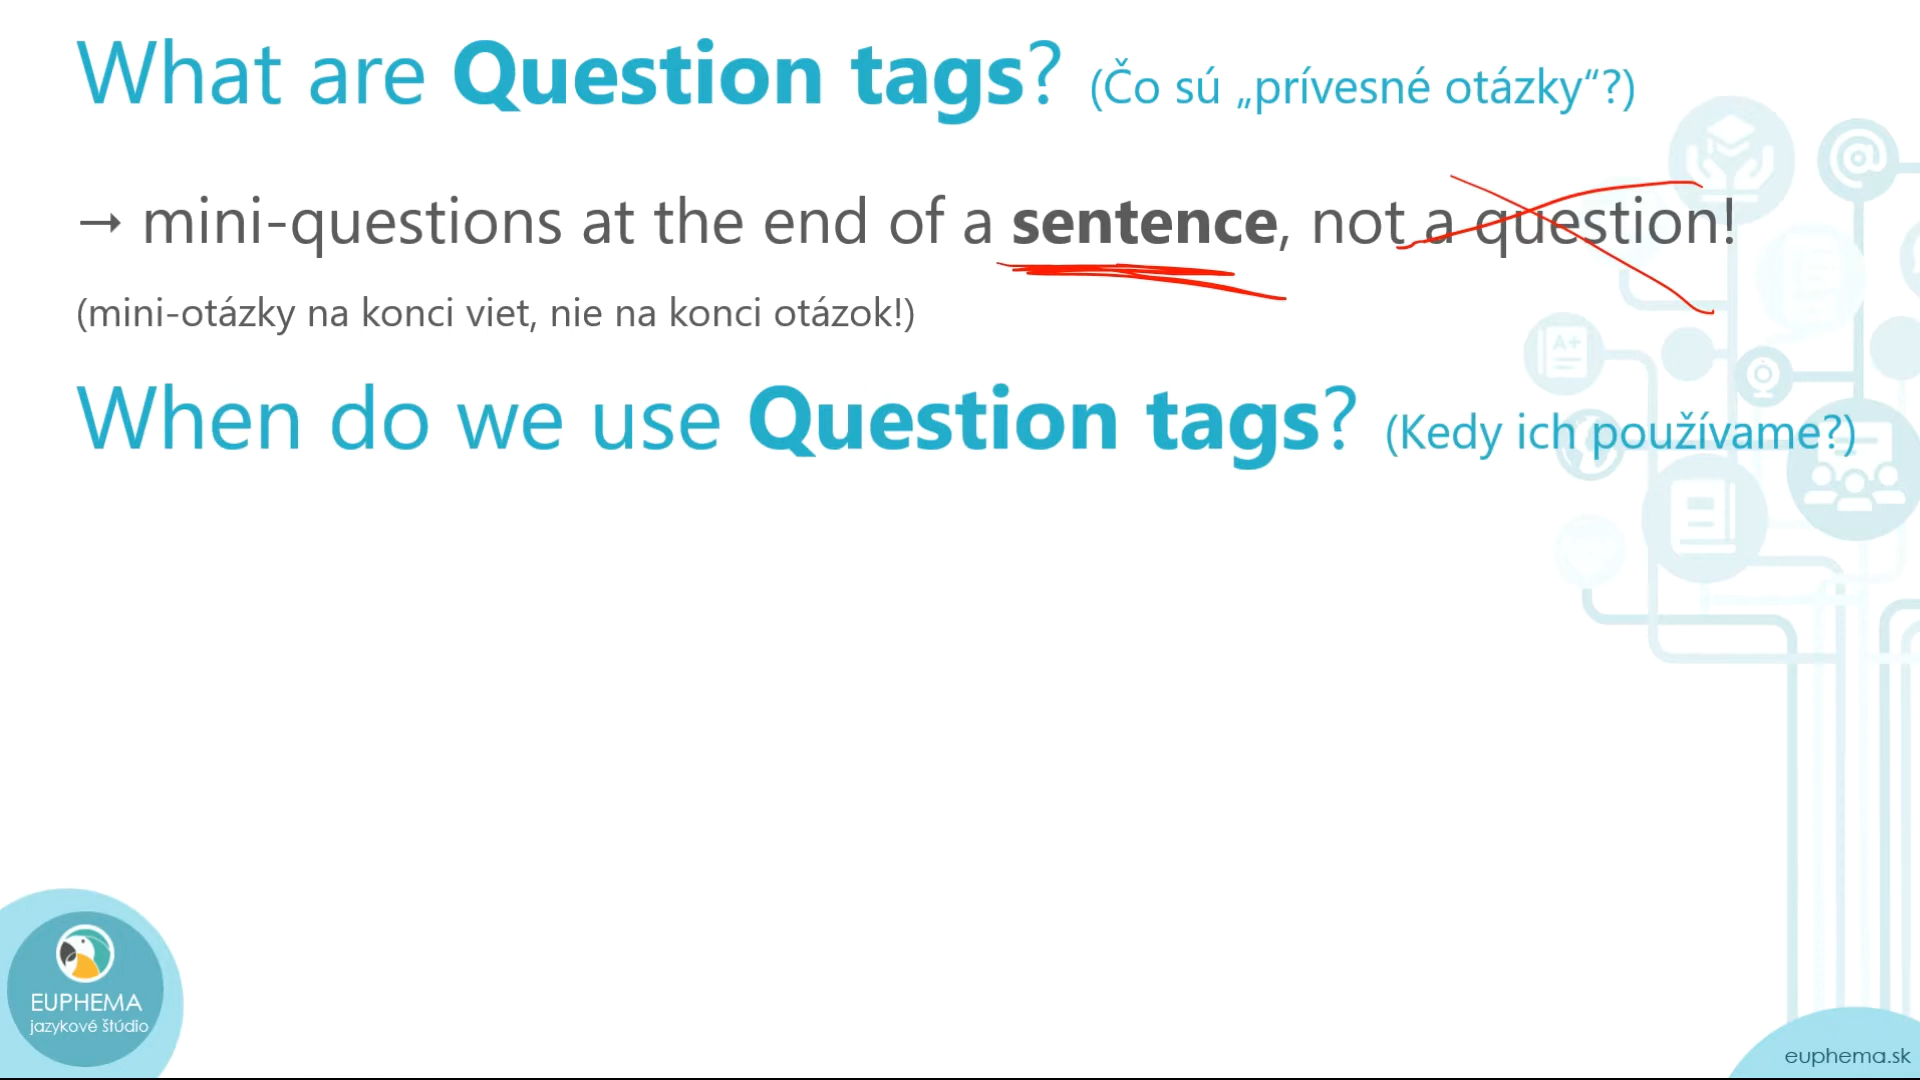 What are Question tags? (Čo sú „prívesné otázky“?)
→ mini-questions at the end of a sentence, not a question!
(mini-otázky na konci viet, nie na konci otázok!)
When do we use Question tags? (Kedy ich používame?)
A+
EUPHEMA
jazykové štúdio
euphema.sk